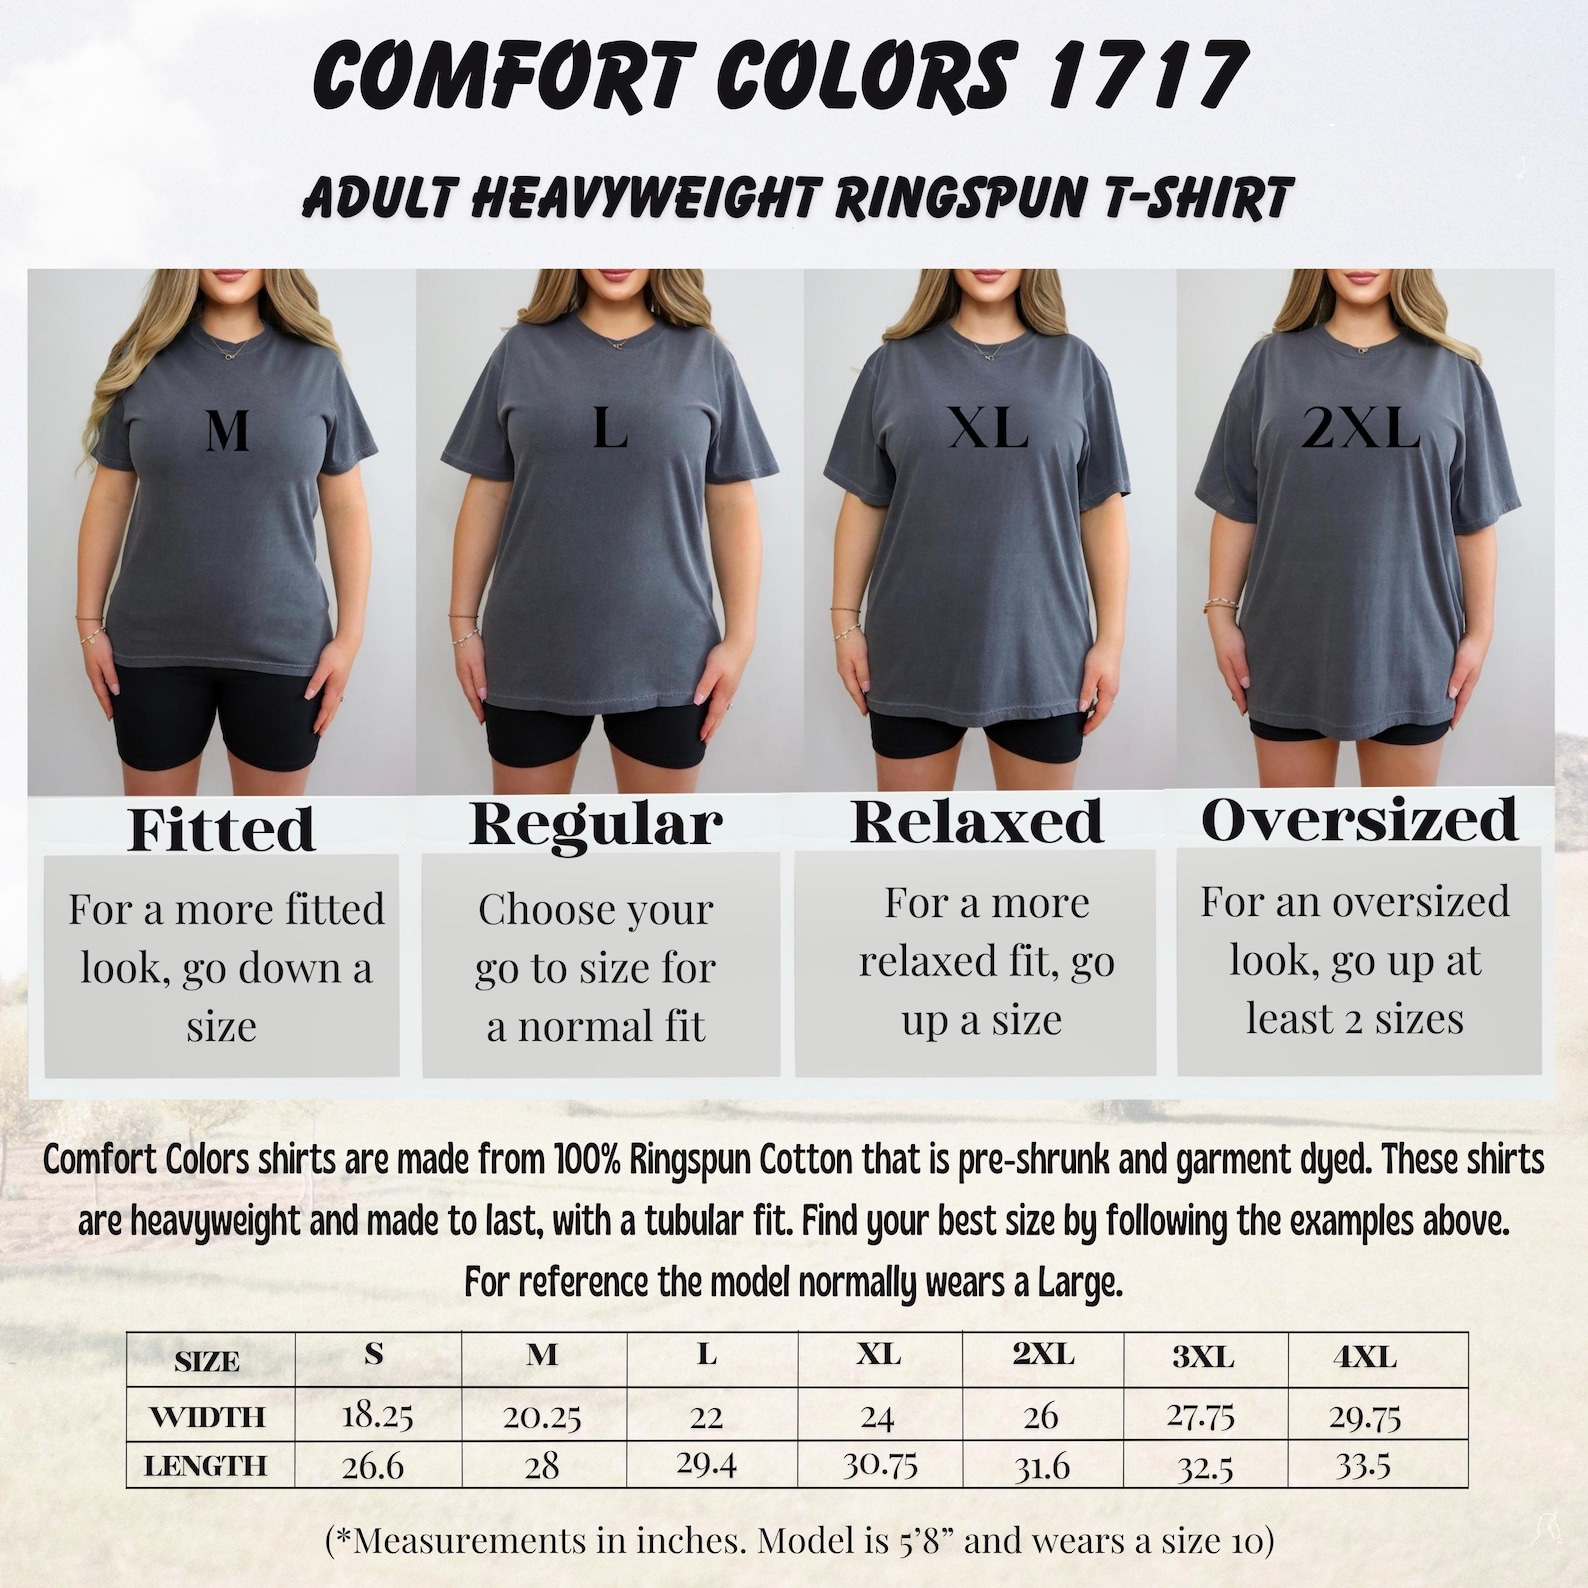 COMFORT COLORS 1717
ADULT HEAVYWEIGHT RINGSPUN T-SHIRT
M L XL 2XL
Fitted Regular Relaxed Oversized
For a more fitted
look, go down a
size
Choose your
go to size for
a normal fit
For a more
relaxed fit, go
up a size
For an oversized
look, go up at
least 2 sizes
Comfort Colors shirts are made from 100% Ringspun Cotton that is pre-shrunk and garment dyed. These shirts
are heavyweight and made to last, with a tubular fit. Find your best size by following the examples above.
For reference the model normally wears a Large.
SIZE S M L XL 2XL 3XL 4XL
WIDTH 18.25 20.25 22 24 26 27.75 29.75
LENGTH 26.6 28 29.4 30.75 31.6 32.5 33.5
(*Measurements in inches. Model is 5’8” and wears a size 10)